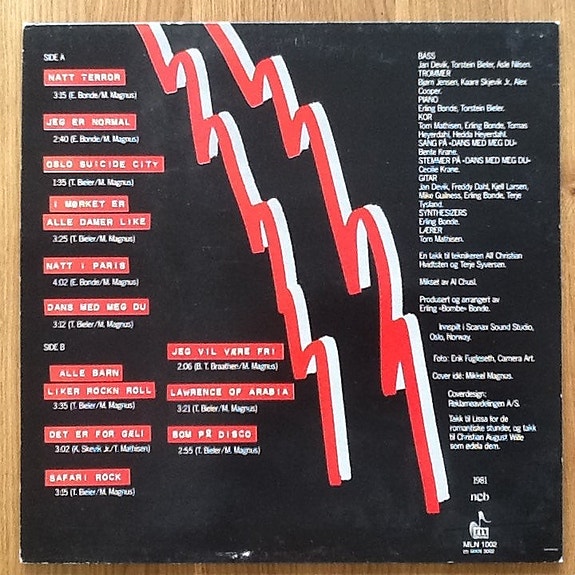 SIDE A
NATT TERROR
3:15 (E. Bonde/M. Magnus)
JEG ER NORMAL
2:40 (E. Bonde/M. Magnus)
OSLO SUICIDE CITY
1:35 (T. Bieler/M. Magnus)
I MØRKET ER
ALLE DAMER LIKE
3:25 (T. Bieler/M. Magnus)
NATT I PARIS
4:02 (E. Bonde/M. Magnus)
DANS MED MEG DU
3:12 (T. Bieler/M. Magnus)
SIDE B
ALLE BARN
LIKER ROCKN ROLL
3:35 (T. Bieler/M. Magnus)
DET ER FOR GÆLI
3:02 (K. Skevik Jr./T. Mathisen)
SAFARI ROCK
3:15 (T. Bieler/M. Magnus)
JEG VIL VÆRE FRI
2:06 (B. T. Braathen/M. Magnus)
LAWRENCE OF ARABIA
3:21 (T. Bieler/M. Magnus)
SOM PÅ DISCO
2:55 (T. Bieler/M. Magnus)
BASS
Jan Devik, Torstein Bieler, Asle Nilsen.
TROMMER
Bjørn Jensen, Kaare Skjevik Jr., Alex
Cooper.
PIANO
Erling Bonde, Torstein Bieler.
KOR
Tom Mathisen, Erling Bonde, Tomas
Heyerdahl, Hedda Heyerdahl.
SANG PÅ «DANS MED MEG DU»
Bente Krane.
STEMMER PÅ «DANS MED MEG DU»
Cecilie Krane.
GITAR
Jan Devik, Freddy Dahl, Kjell Larsen,
Mike Guilness, Erling Bonde, Terje
Tysland.
SYNTHESIZERS
Erling Bonde.
LÆRER
Tom Mathisen.
En takk til teknikeren Alf Christian
Hvidtsten og Terje Syversen.
Mikset av Al Chusl.
Produsert og arrangert av
Erling «Bombe» Bonde.
Innspilt i Scanax Sound Studio,
Oslo, Norway.
Foto: Erik Fugleseth, Camera Art.
Cover idé: Mikkel Magnus.
Coverdesign:
Reklameavdelingen A/S.
Takk til Lissa for de
romantiske stunder, og takk
til Christian August Wille
som edela dem.
1981
ncb
MLN 1002